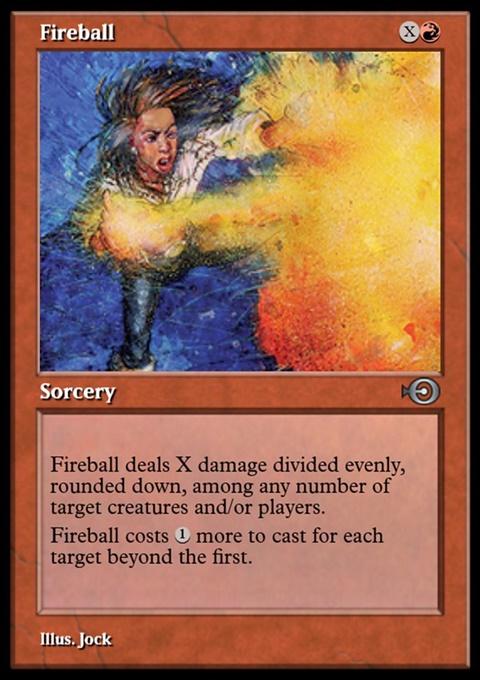 Fireball
X
Sorcery
Fireball deals X damage divided evenly,
rounded down, among any number of
target creatures and/or players.
Fireball costs 1 more to cast for each
target beyond the first.
Illus. Jock